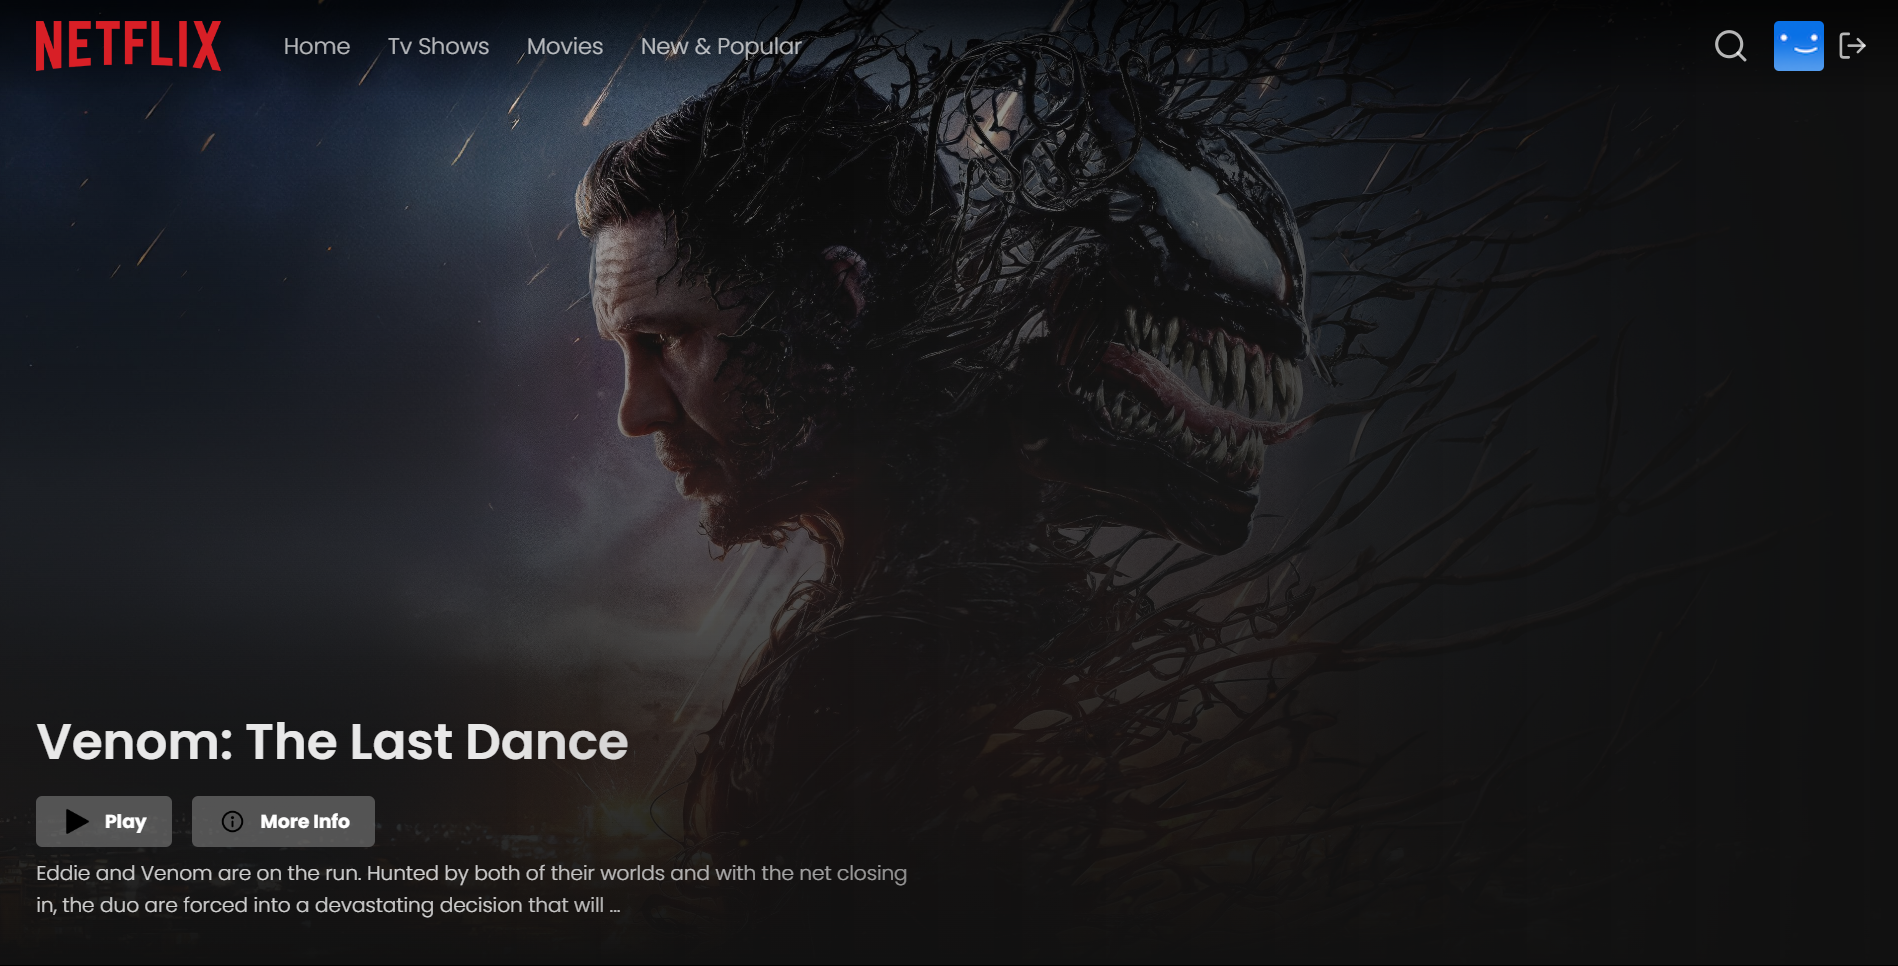 NETFLIX
Home
Tv Shows
Movies
New & Popular
Venom: The Last Dance
Play
More Info
Eddie and Venom are on the run. Hunted by both of their worlds and with the net closing
in, the duo are forced into a devastating decision that will ...